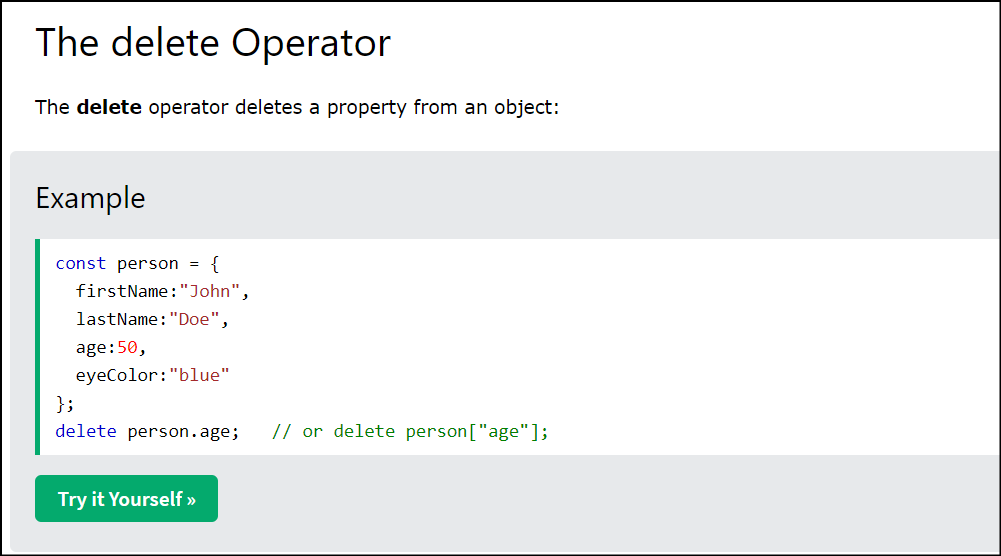 The delete Operator
The delete operator deletes a property from an object:
Example
const person = {
  firstName:"John",
  lastName:"Doe",
  age:50,
  eyeColor:"blue"
};
delete person.age;   // or delete person["age"];
Try it Yourself »